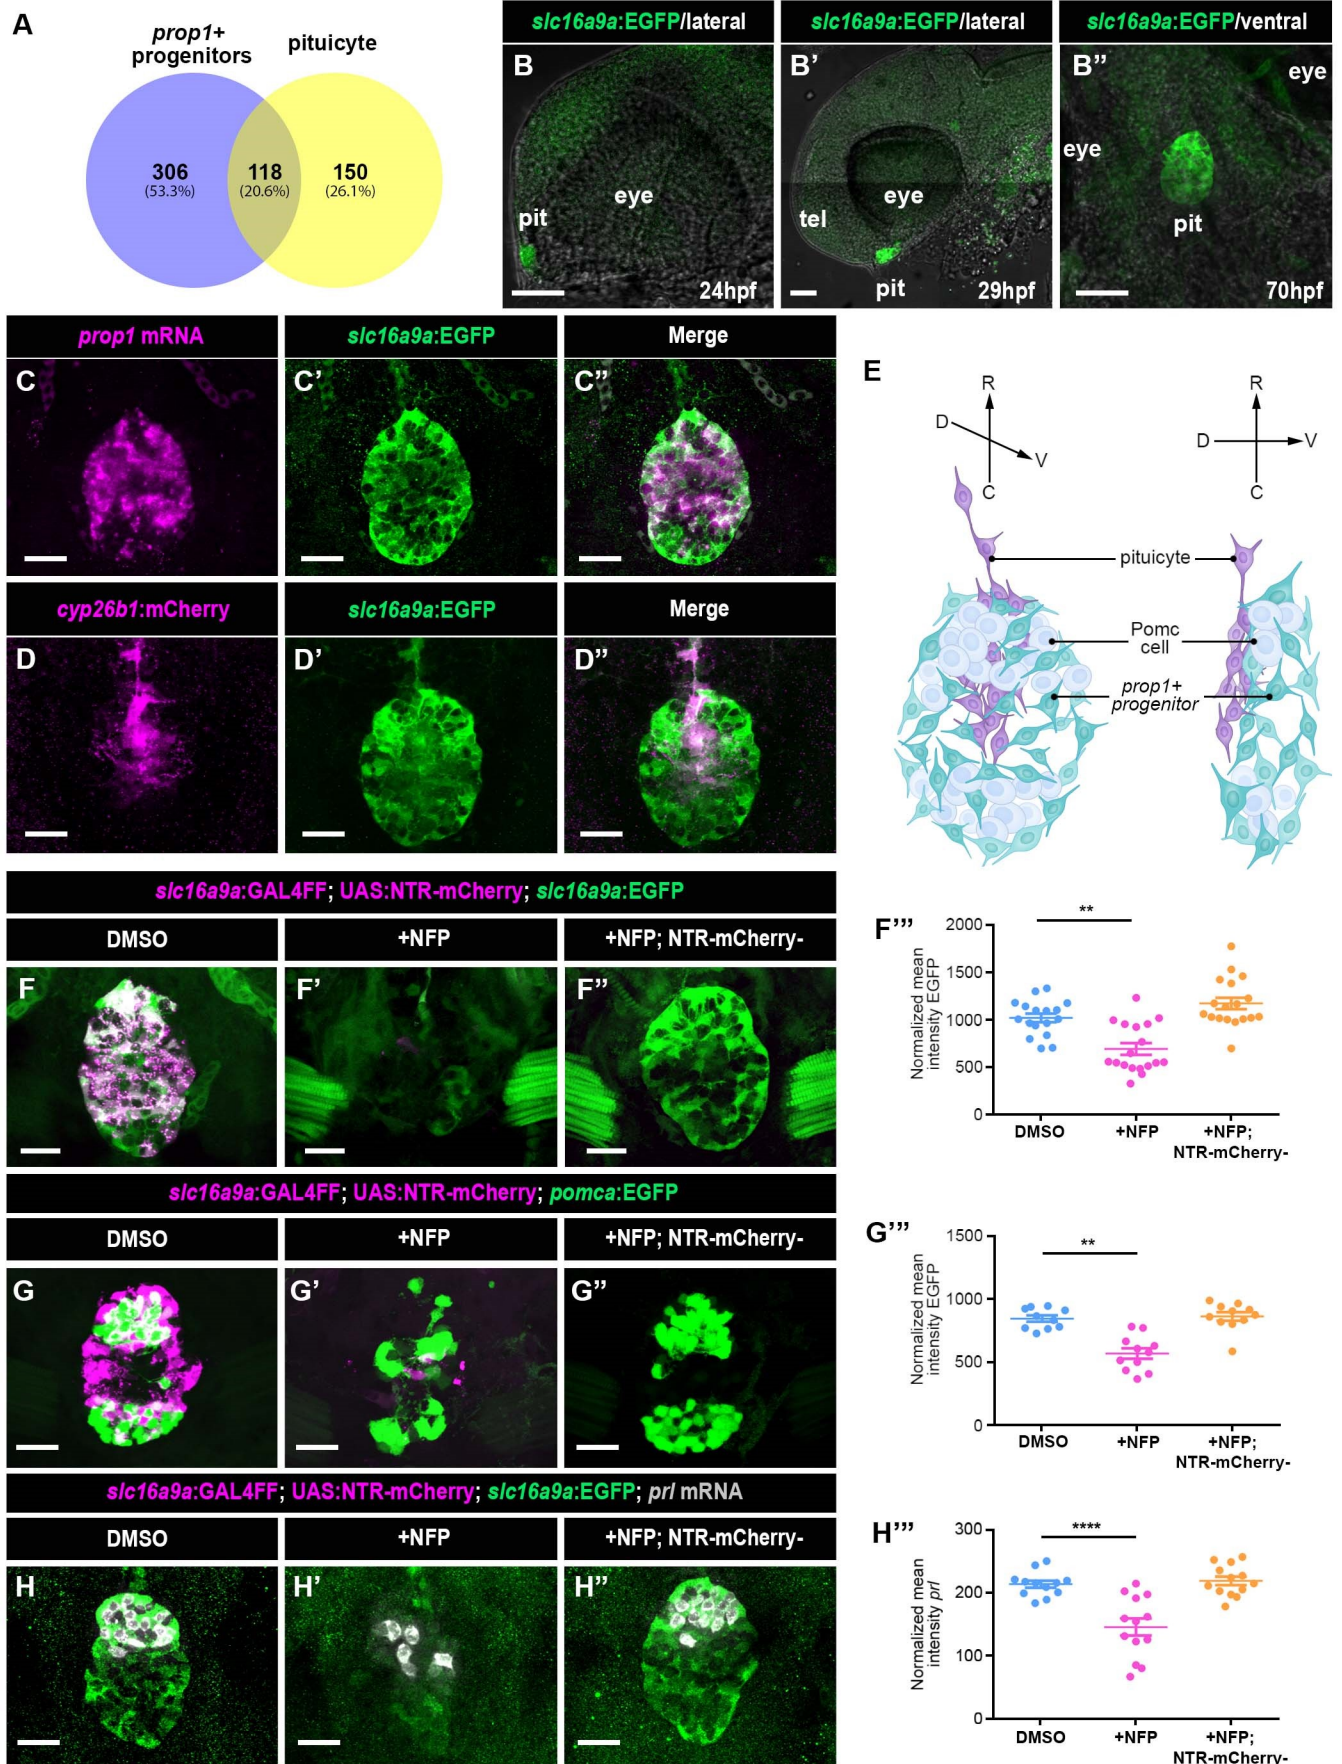 A
prop1+
progenitors
pituicyte
306
(53.3%)
118
(20.6%)
150
(26.1%)
slc16a9a:EGFP/lateral
slc16a9a:EGFP/lateral
slc16a9a:EGFP/ventral
B
eye
pit
24hpf
B'
eye
tel
pit
29hpf
B"
eye
eye
pit
70hpf
prop1 mRNA
slc16a9a:EGFP
Merge
C
C'
C"
cyp26b1:mCherry
slc16a9a:EGFP
Merge
D
D'
D"
E
R
D
V
C
R
D
V
C
pituicyte
Pomc
cell
prop1+
progenitor
slc16a9a:GAL4FF; UAS:NTR-mCherry; slc16a9a:EGFP
DMSO
+NFP
+NFP; NTR-mCherry-
F
F'
F"
F"'
Normalized mean
intensity EGFP
2000
1500
1000
500
0
**
DMSO
+NFP
+NFP;
NTR-mCherry-
slc16a9a:GAL4FF; UAS:NTR-mCherry; pomca:EGFP
DMSO
+NFP
+NFP; NTR-mCherry-
G
G'
G"
G"'
Normalized mean
intensity EGFP
1500
1000
500
0
**
DMSO
+NFP
+NFP;
NTR-mCherry-
slc16a9a:GAL4FF; UAS:NTR-mCherry; slc16a9a:EGFP; prl mRNA
DMSO
+NFP
+NFP; NTR-mCherry-
H
H'
H"
H"'
Normalized mean
intensity prl
300
200
100
0
****
DMSO
+NFP
+NFP;
NTR-mCherry-